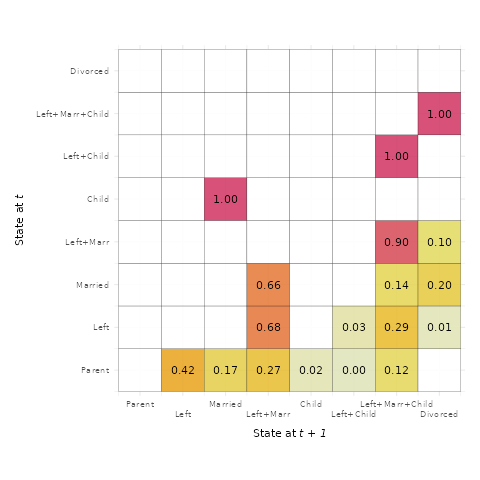 Divorced
Left+Marr+Child 1.00
Left+Child 1.00
Child 1.00
Left+Marr 0.90 0.10
Married 0.66 0.14 0.20
Left 0.68 0.03 0.29 0.01
Parent 0.42 0.17 0.27 0.02 0.00 0.12
State at t
Parent Married Child Left+Marr+Child
Left Left+Marr Left+Child Divorced
State at t + 1